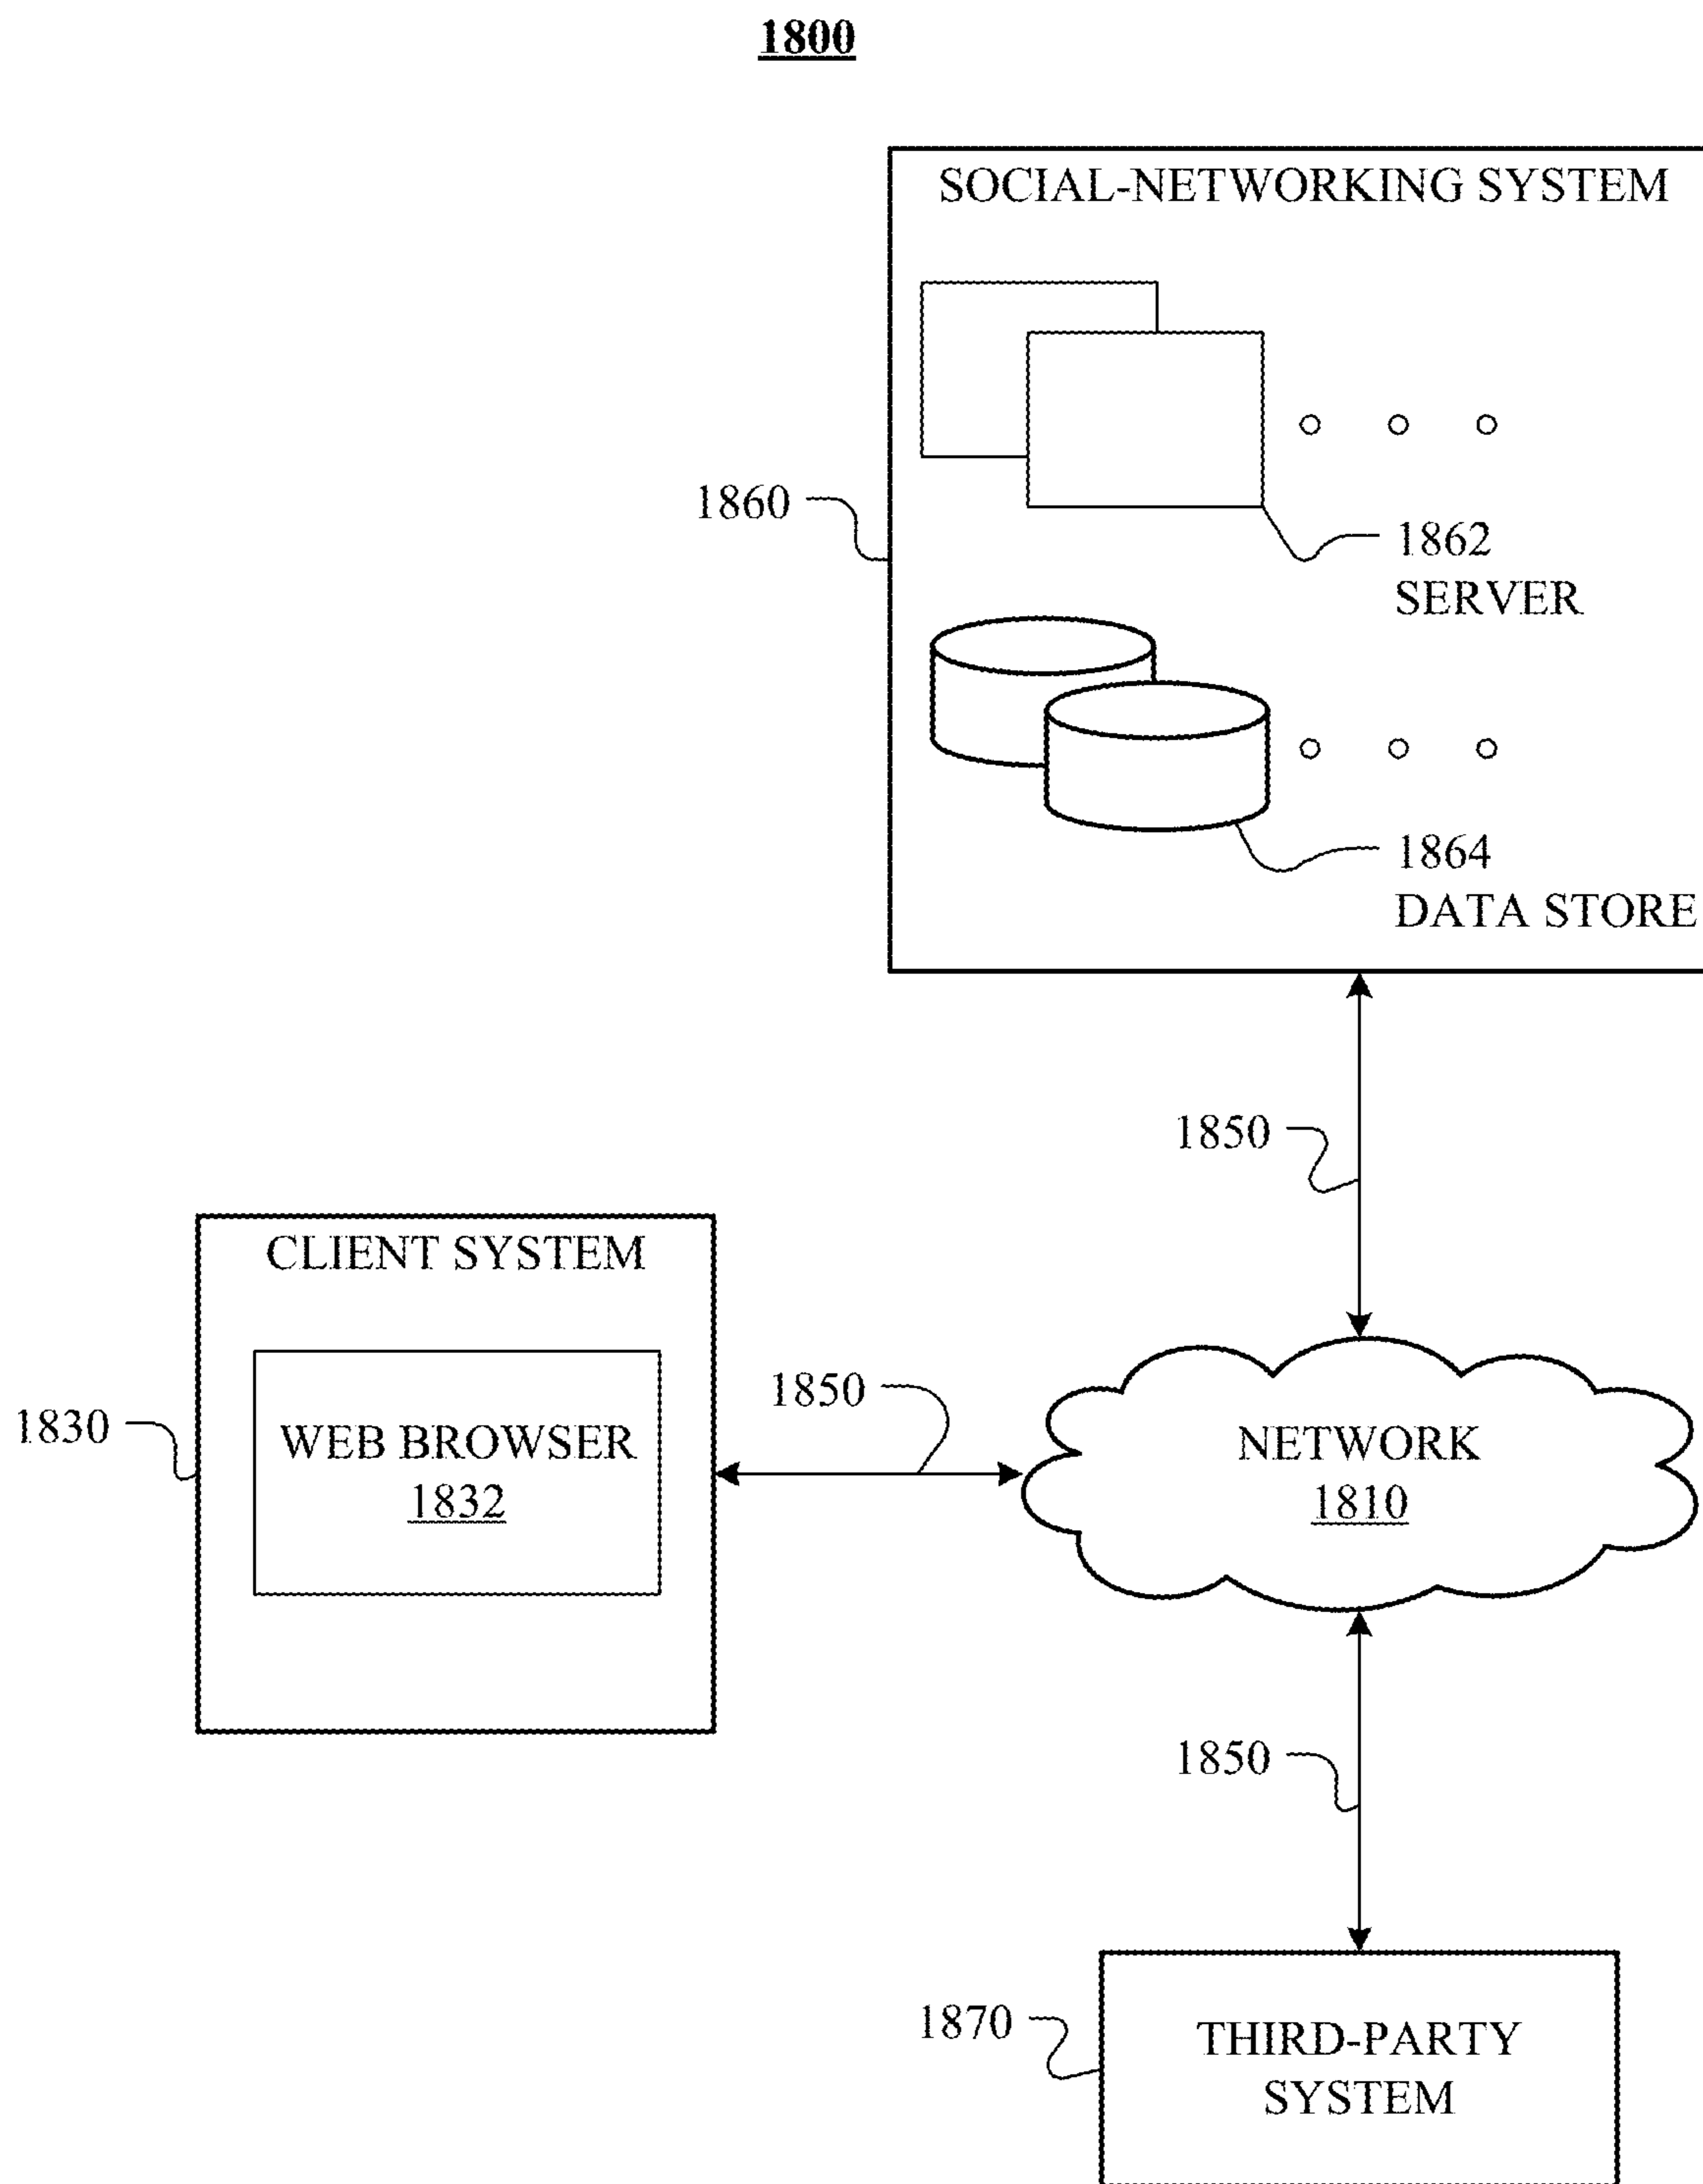 1800
SOCIAL-NETWORKING SYSTEM
1860
1862
SERVER
1864
DATA STORE
1850
CLIENT SYSTEM
1830
WEB BROWSER
1832
1850
NETWORK
1810
1850
1870
THIRD-PARTY
SYSTEM